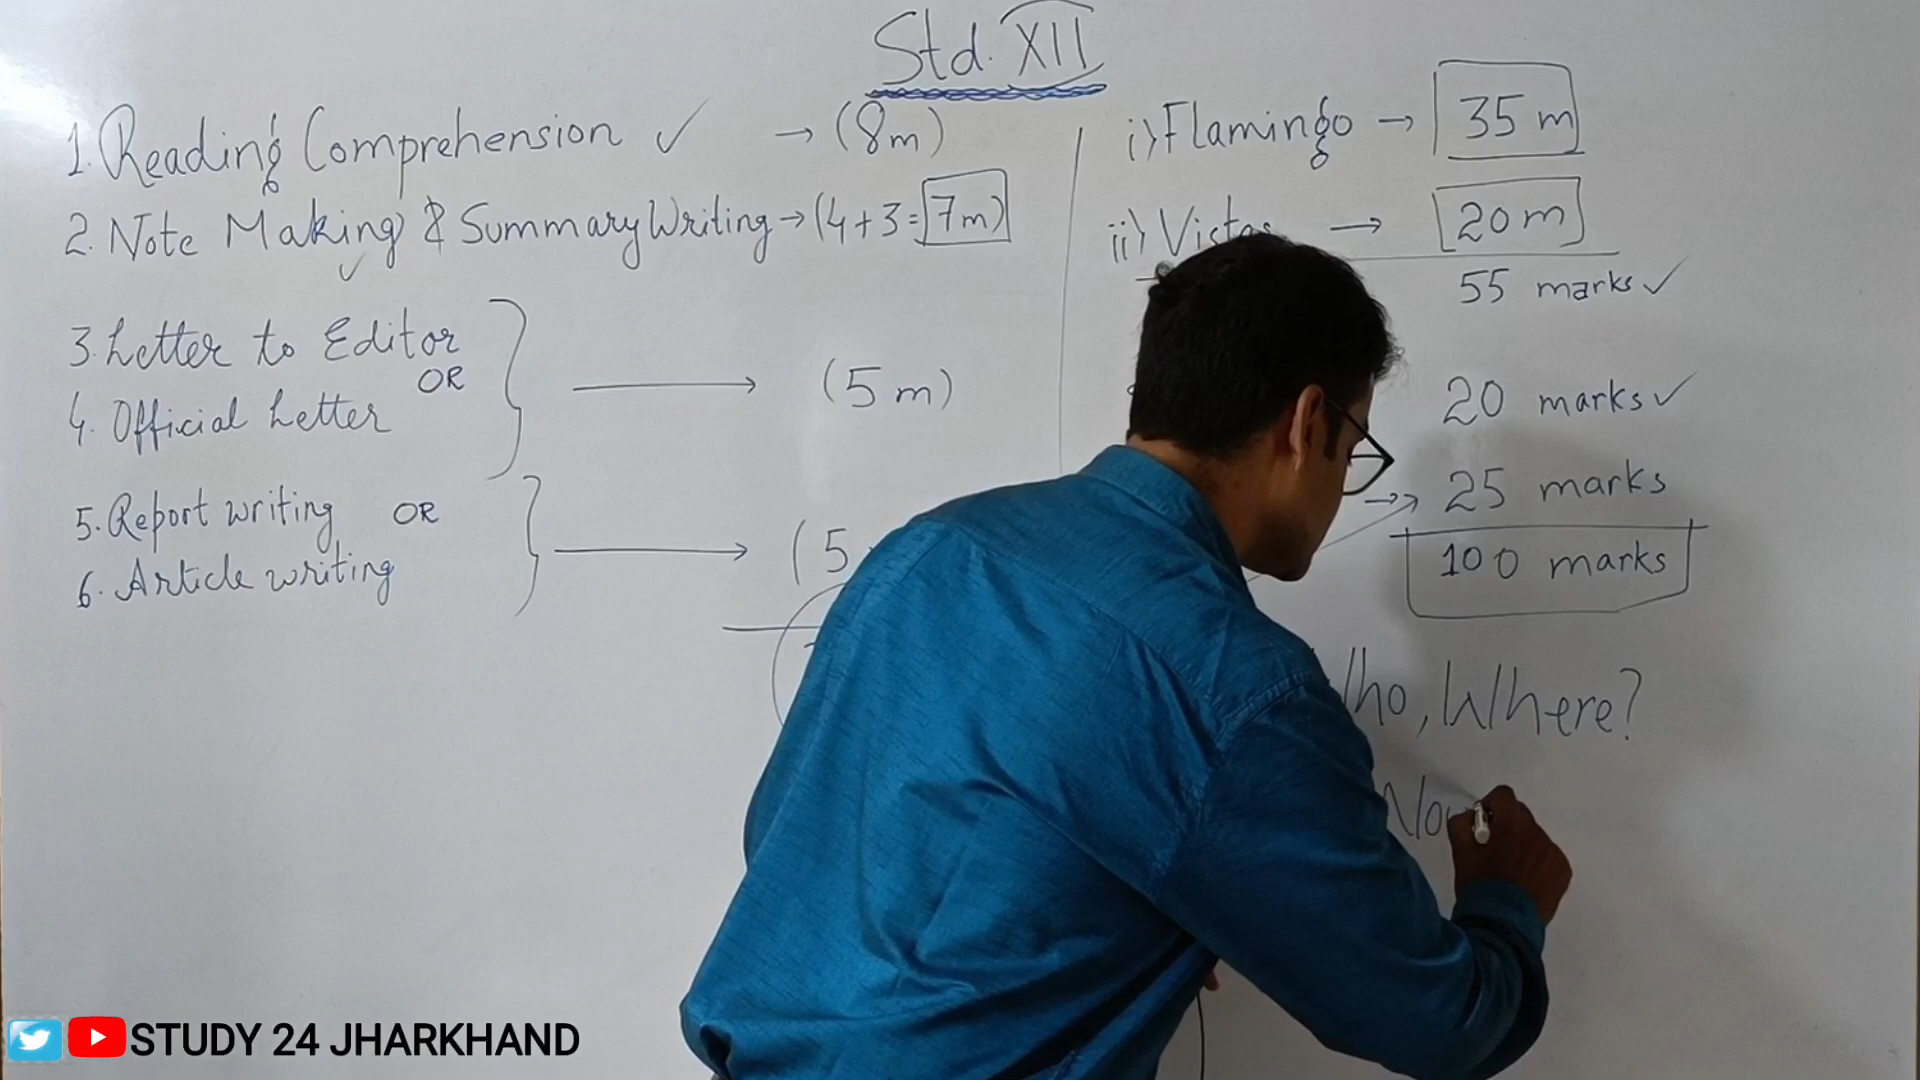 Std. XII
1. Reading Comprehension ✓ → (8m)
2. Note Making & Summary Writing → (4+3=7m)
3. Letter to Editor
OR
4. Official Letter
→ (5 m)
5. Report writing OR
6. Article writing
→ (5
i) Flamingo → 35 m
ii) Vistas → 20 m
55 marks ✓
20 marks ✓
→ 25 marks
100 marks
Who, Where?
STUDY 24 JHARKHAND